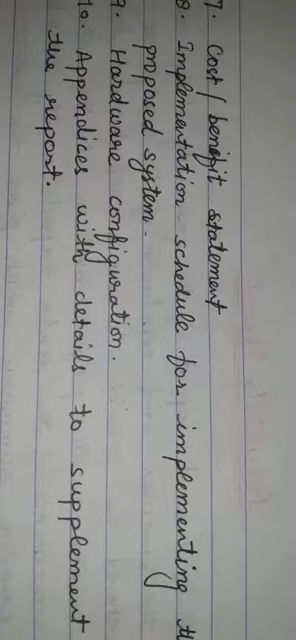 7. Cost / benefit statement
8. Implementation schedule for implementing
proposed system.
9. Hardware configuration.
10. Appendices with details to supplement
the report.